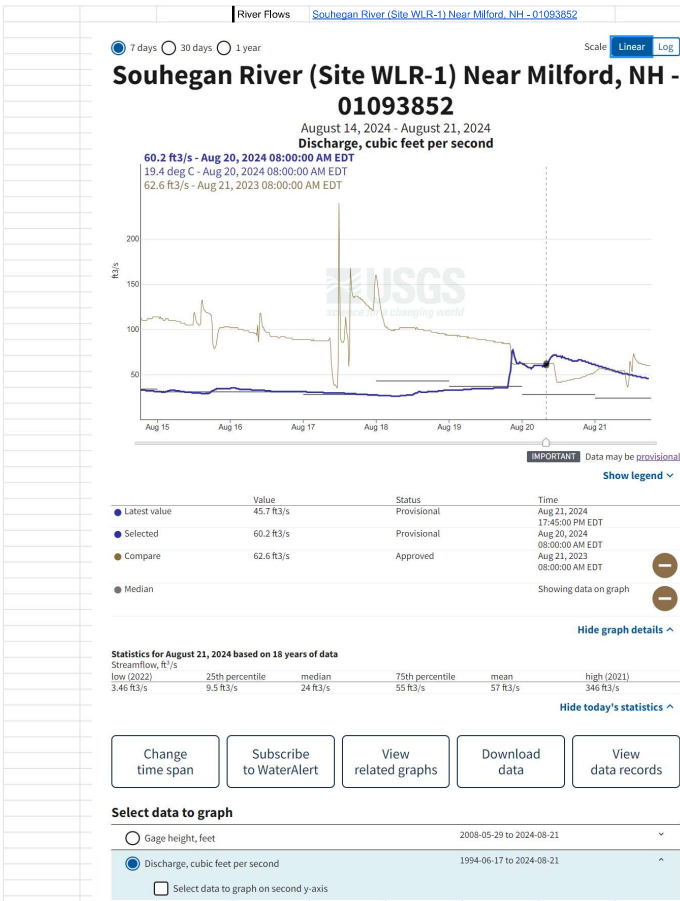 River Flows Souhegan River (Site WLR-1) Near Milford, NH - 01093852
7 days 30 days 1 year Scale Linear Log
Souhegan River (Site WLR-1) Near Milford, NH -
01093852
August 14, 2024 - August 21, 2024
Discharge, cubic feet per second
60.2 ft3/s - Aug 20, 2024 08:00:00 AM EDT
19.4 deg C - Aug 20, 2024 08:00:00 AM EDT
62.6 ft3/s - Aug 21, 2023 08:00:00 AM EDT
200
ft3/s
150
USGS
science for a changing world
100
50
Aug 15 Aug 16 Aug 17 Aug 18 Aug 19 Aug 20 Aug 21
IMPORTANT Data may be provisional
Show legend
Value Status Time
Latest value 45.7 ft3/s Provisional Aug 21, 2024
17:45:00 PM EDT
Selected 60.2 ft3/s Provisional Aug 20, 2024
08:00:00 AM EDT
Compare 62.6 ft3/s Approved Aug 21, 2023
08:00:00 AM EDT
Median Showing data on graph
Hide graph details
Statistics for August 21, 2024 based on 18 years of data
Streamflow, ft³/s
low (2022) 25th percentile median 75th percentile mean high (2021)
3.46 ft3/s 9.5 ft3/s 24 ft3/s 55 ft3/s 57 ft3/s 346 ft3/s
Hide today's statistics
Change Subscribe View Download View
time span to WaterAlert related graphs data data records
Select data to graph
Gage height, feet 2008-05-29 to 2024-08-21
Discharge, cubic feet per second 1994-06-17 to 2024-08-21
Select data to graph on second y-axis